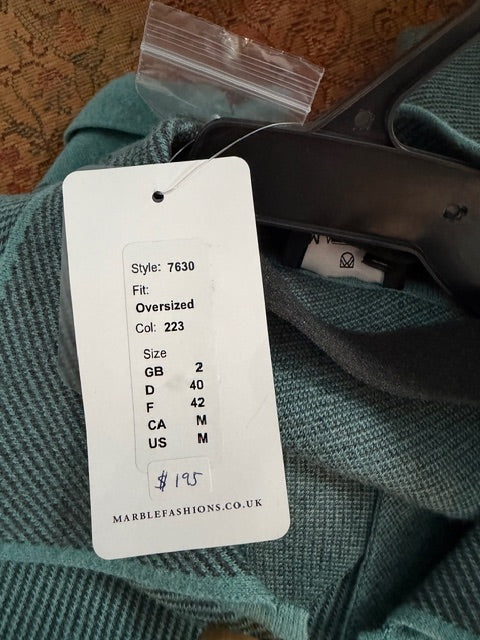 Style: 7630
Fit:
Oversized
Col: 223
Size
GB 2
D 40
F 42
CA M
US M
$195
MARBLEFASHIONS.CO.UK